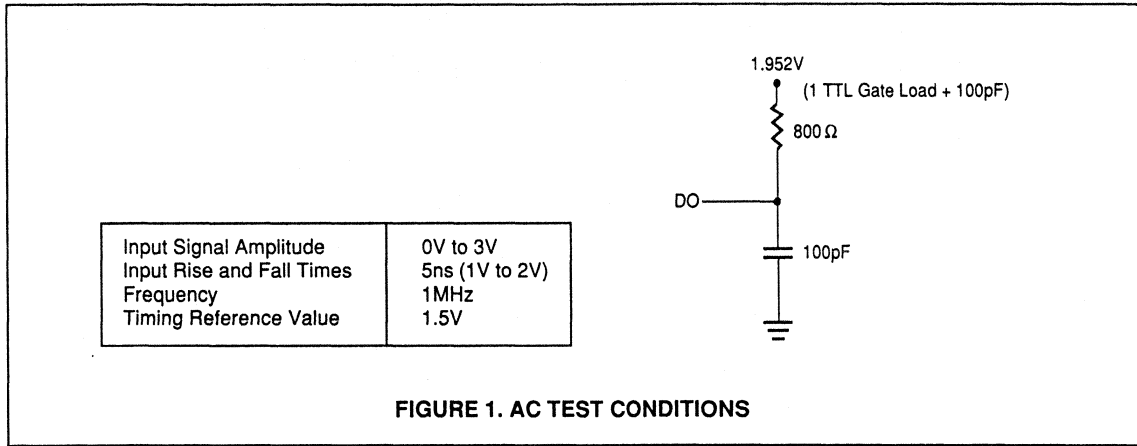 1.952V
(1 TTL Gate Load + 100pF)
800 Ω
DO
100pF
Input Signal Amplitude 0V to 3V
Input Rise and Fall Times 5ns (1V to 2V)
Frequency 1MHz
Timing Reference Value 1.5V
FIGURE 1. AC TEST CONDITIONS